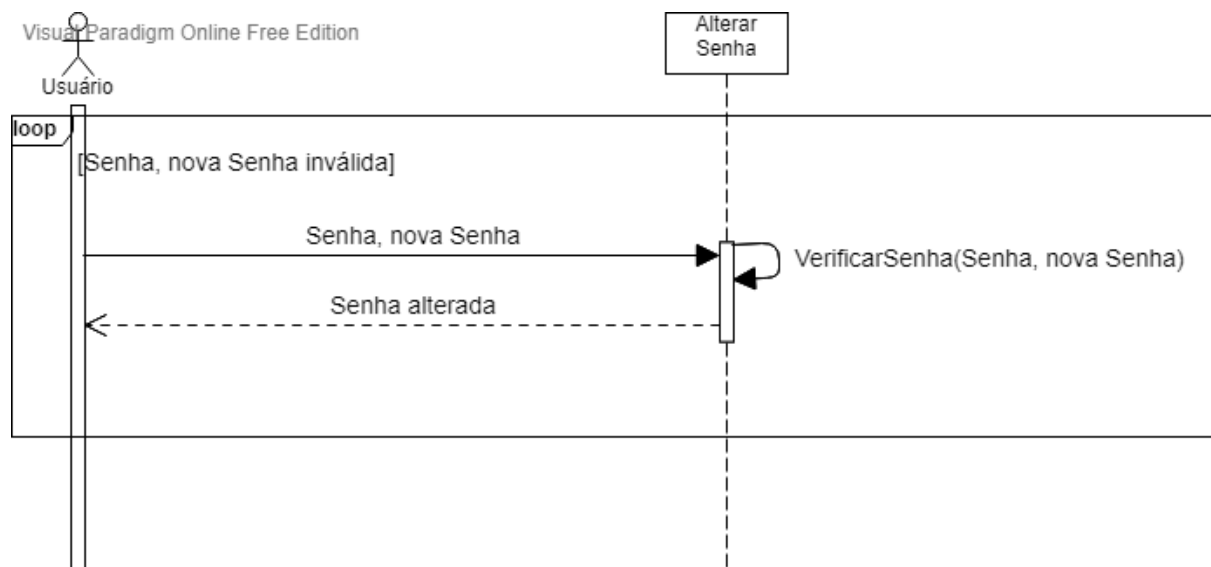 Visual Paradigm Online Free Edition
Alterar
Senha
Usuário
loop
[Senha, nova Senha inválida]
Senha, nova Senha
VerificarSenha(Senha, nova Senha)
Senha alterada